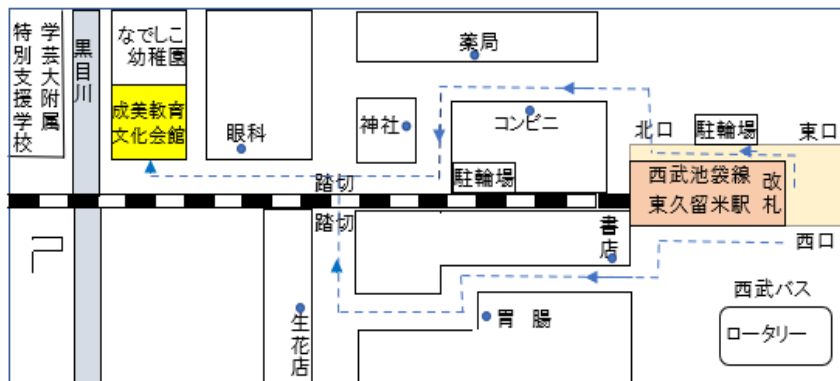 学芸大附属
特別支援学校
黒目川
なでしこ
幼稚園
成美教育
文化会館
眼科
薬局
神社
コンビニ
駐輪場
北口
駐輪場
東口
西武池袋線
東久留米駅
改札
踏切
踏切
書店
西口
生花店
胃腸
西武バス
ロータリー